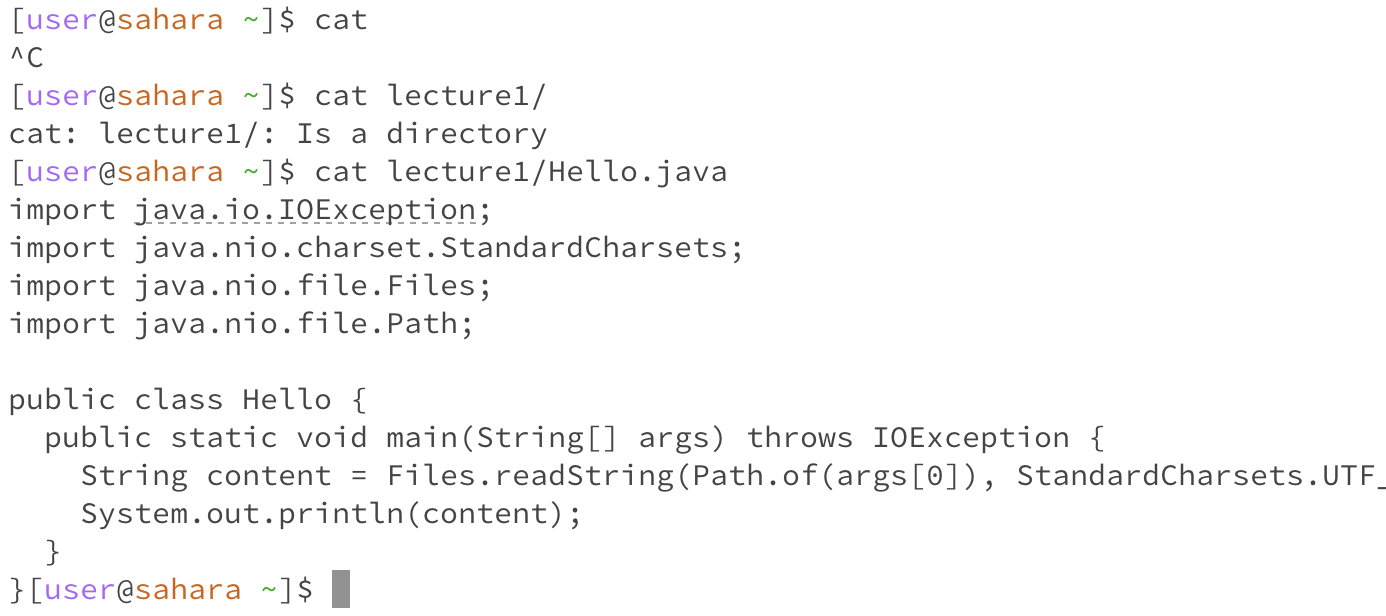 [user@sahara ~]$ cat
^C
[user@sahara ~]$ cat lecture1/
cat: lecture1/: Is a directory
[user@sahara ~]$ cat lecture1/Hello.java
import java.io.IOException;
import java.nio.charset.StandardCharsets;
import java.nio.file.Files;
import java.nio.file.Path;

public class Hello {
  public static void main(String[] args) throws IOException {
    String content = Files.readString(Path.of(args[0]), StandardCharsets.UTF_
    System.out.println(content);
  }
}[user@sahara ~]$